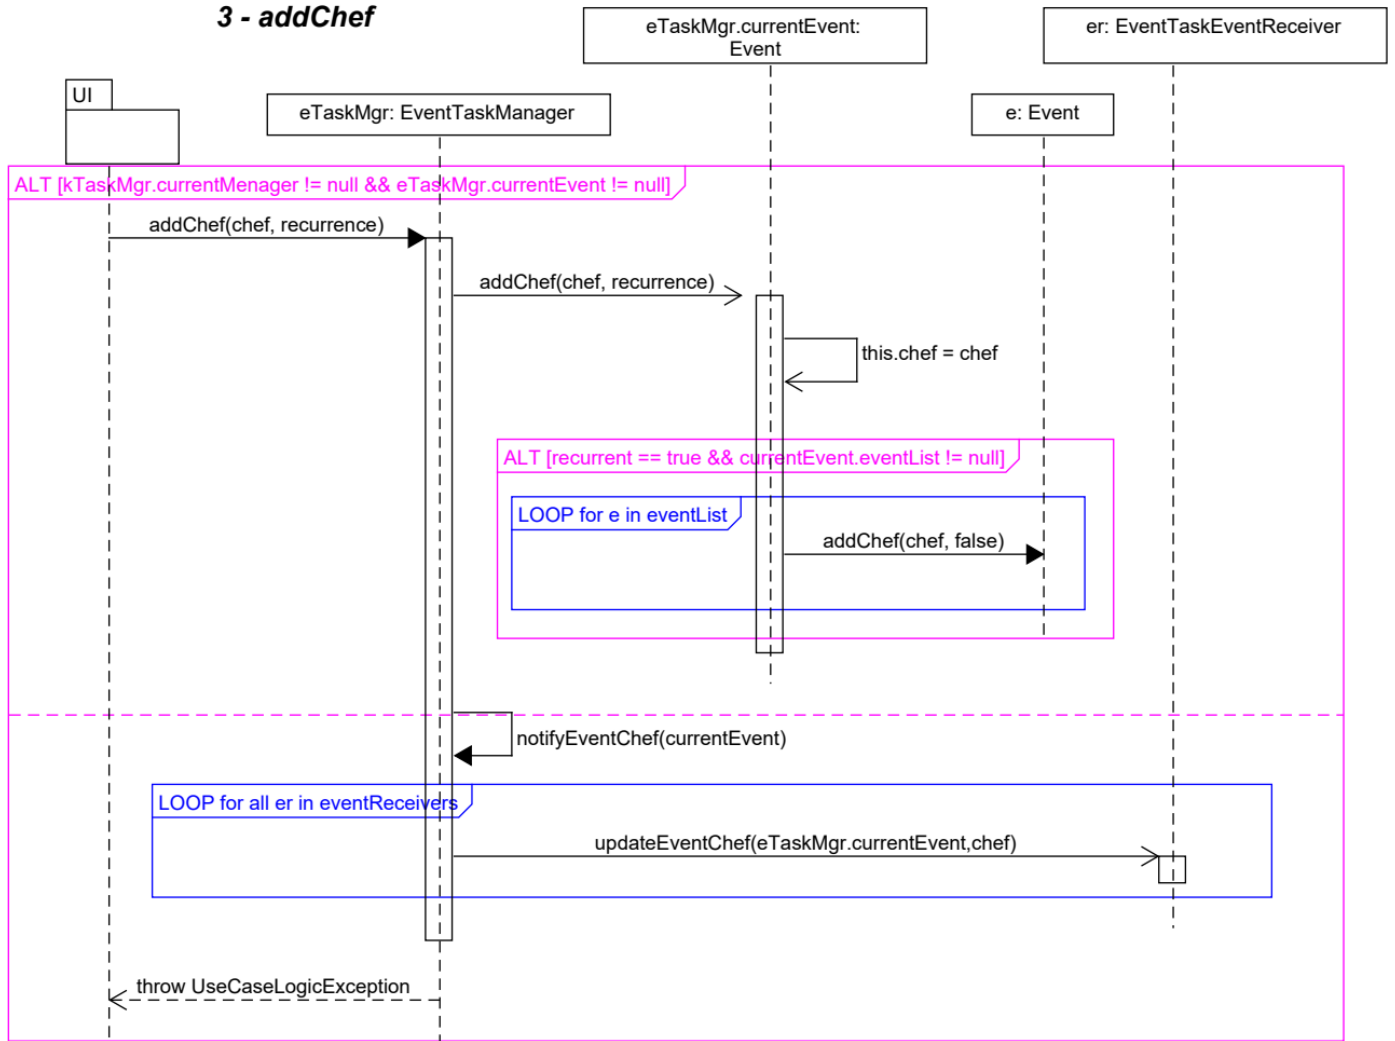 3 - addChef
eTaskMgr.currentEvent:
Event
er: EventTaskEventReceiver
UI
eTaskMgr: EventTaskManager
e: Event
ALT [kTaskMgr.currentMenager != null && eTaskMgr.currentEvent != null]
addChef(chef, recurrence)
addChef(chef, recurrence)
this.chef = chef
ALT [recurrent == true && currentEvent.eventList != null]
LOOP for e in eventList
addChef(chef, false)
notifyEventChef(currentEvent)
LOOP for all er in eventReceivers
updateEventChef(eTaskMgr.currentEvent,chef)
throw UseCaseLogicException